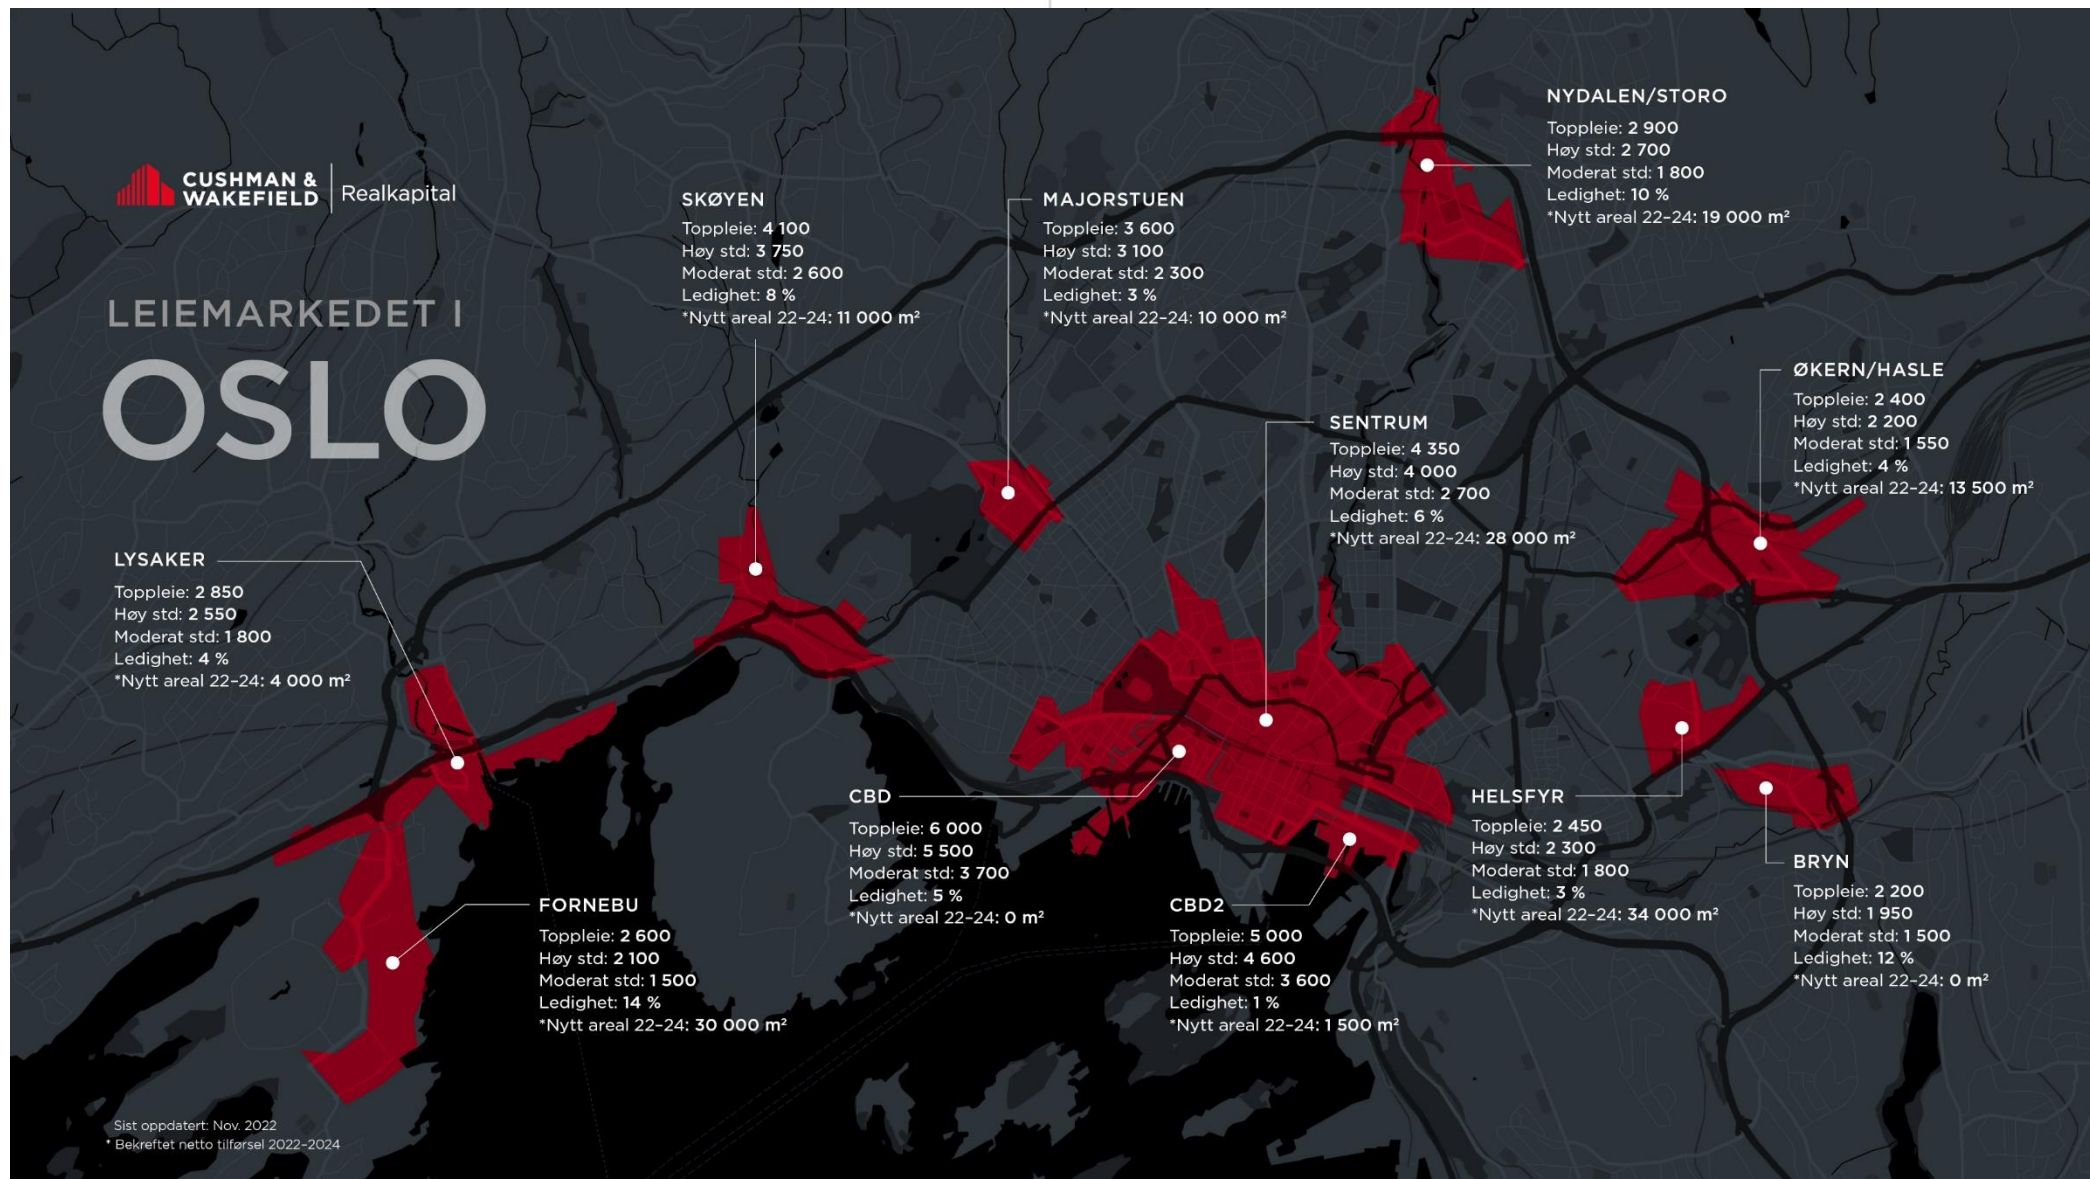 CUSHMAN &
WAKEFIELD
Realkapital
LEIEMARKEDET I
OSLO
SKØYEN
Toppleie: 4 100
Høy std: 3 750
Moderat std: 2 600
Ledighet: 8 %
*Nytt areal 22–24: 11 000 m²
MAJORSTUEN
Toppleie: 3 600
Høy std: 3 100
Moderat std: 2 300
Ledighet: 3 %
*Nytt areal 22–24: 10 000 m²
NYDALEN/STORO
Toppleie: 2 900
Høy std: 2 700
Moderat std: 1 800
Ledighet: 10 %
*Nytt areal 22–24: 19 000 m²
ØKERN/HASLE
Toppleie: 2 400
Høy std: 2 200
Moderat std: 1 550
Ledighet: 4 %
*Nytt areal 22–24: 13 500 m²
SENTRUM
Toppleie: 4 350
Høy std: 4 000
Moderat std: 2 700
Ledighet: 6 %
*Nytt areal 22–24: 28 000 m²
LYSAKER
Toppleie: 2 850
Høy std: 2 550
Moderat std: 1 800
Ledighet: 4 %
*Nytt areal 22–24: 4 000 m²
CBD
Toppleie: 6 000
Høy std: 5 500
Moderat std: 3 700
Ledighet: 5 %
*Nytt areal 22–24: 0 m²
HELSFYR
Toppleie: 2 450
Høy std: 2 300
Moderat std: 1 800
Ledighet: 3 %
*Nytt areal 22–24: 34 000 m²
BRYN
Toppleie: 2 200
Høy std: 1 950
Moderat std: 1 500
Ledighet: 12 %
*Nytt areal 22–24: 0 m²
FORNEBU
Toppleie: 2 600
Høy std: 2 100
Moderat std: 1 500
Ledighet: 14 %
*Nytt areal 22–24: 30 000 m²
CBD2
Toppleie: 5 000
Høy std: 4 600
Moderat std: 3 600
Ledighet: 1 %
*Nytt areal 22–24: 1 500 m²
Sist oppdatert: Nov. 2022
* Bekreftet netto tilførsel 2022–2024